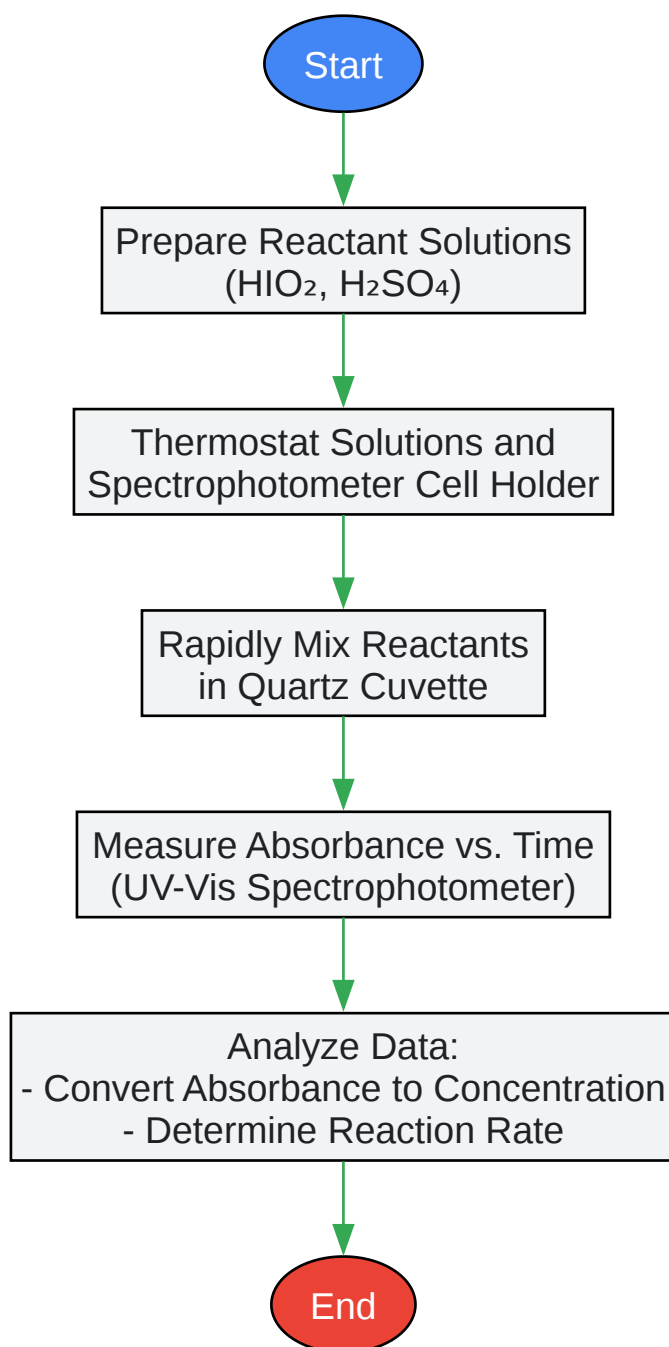 Start
Prepare Reactant Solutions
(HIO₂, H₂SO₄)
Thermostat Solutions and
Spectrophotometer Cell Holder
Rapidly Mix Reactants
in Quartz Cuvette
Measure Absorbance vs. Time
(UV-Vis Spectrophotometer)
Analyze Data:
- Convert Absorbance to Concentration
- Determine Reaction Rate
End